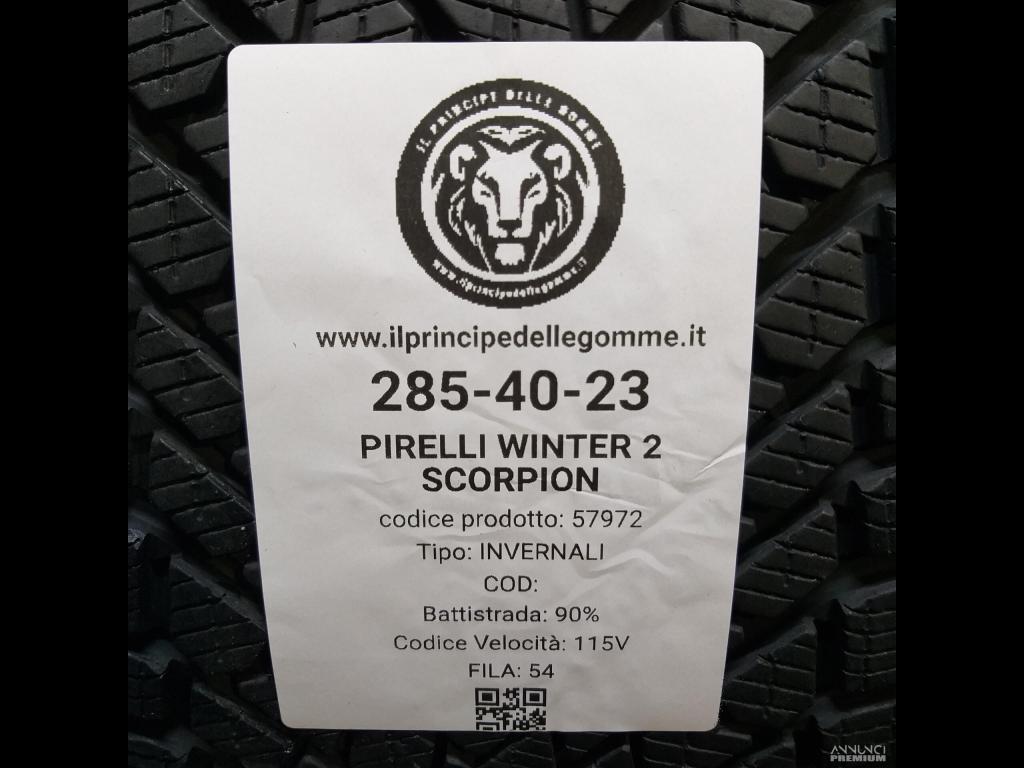 IL PRINCIPE DELLE GOMME
www.ilprincipedellegomme.it
www.ilprincipedellegomme.it
285-40-23
PIRELLI WINTER 2
SCORPION
codice prodotto: 57972
Tipo: INVERNALI
COD:
Battistrada: 90%
Codice Velocità: 115V
FILA: 54
ANNUNCI
PREMIUM